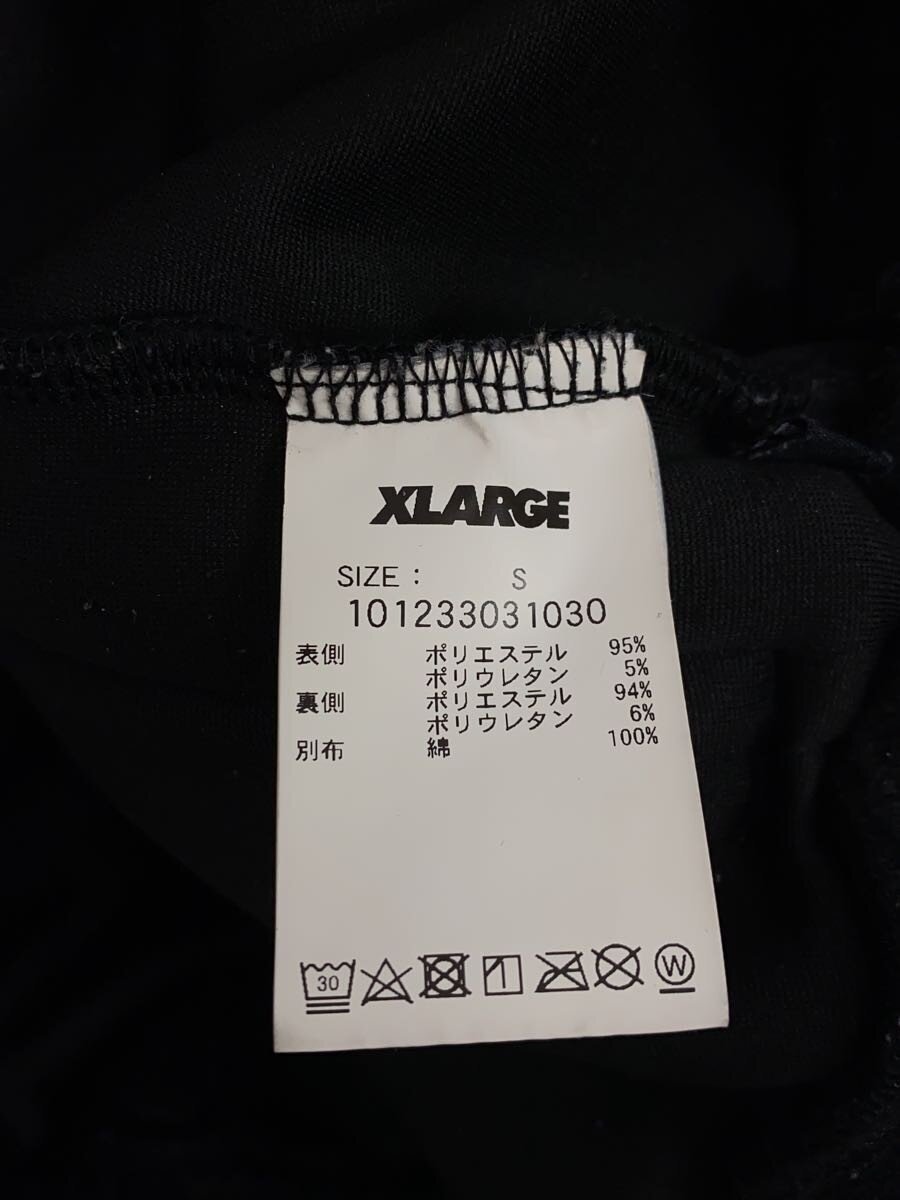 XLARGE
SIZE : S
101233031030
表側 ポリエステル 95%
ポリウレタン 5%
裏側 ポリエステル 94%
ポリウレタン 6%
別布 綿 100%
30 W